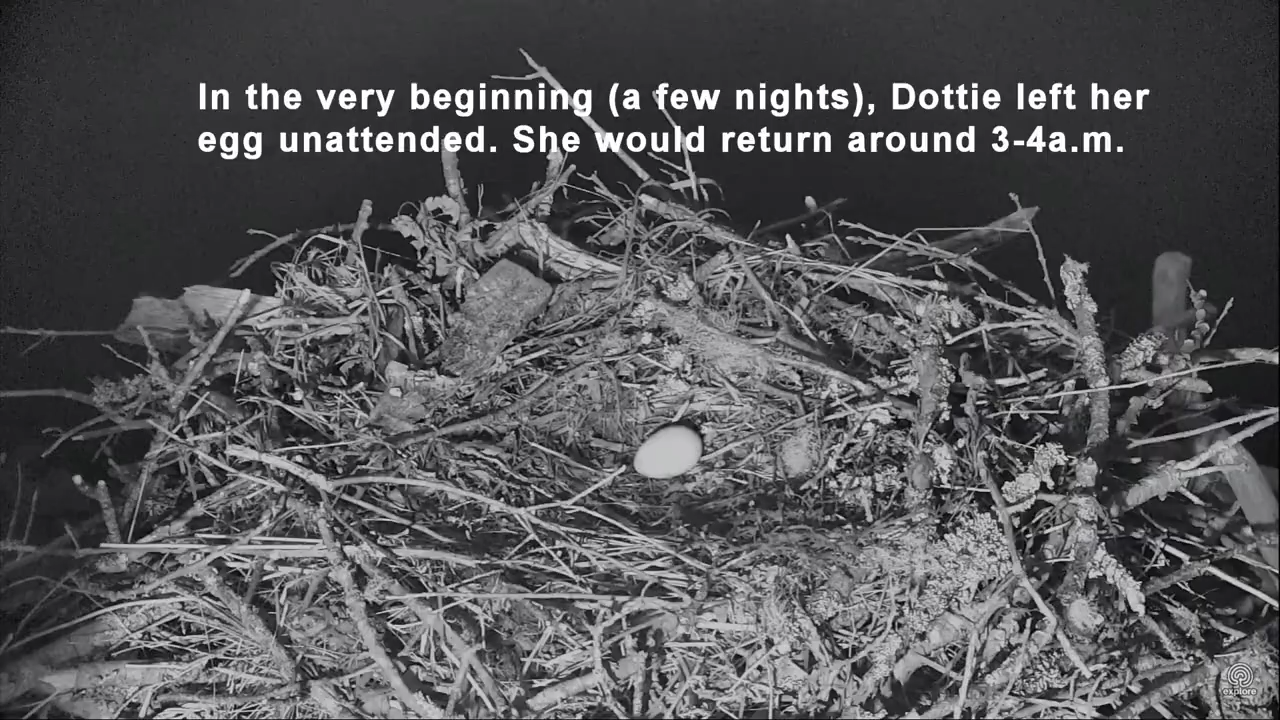 In the very beginning (a few nights), Dottie left her
egg unattended. She would return around 3-4a.m.
explore